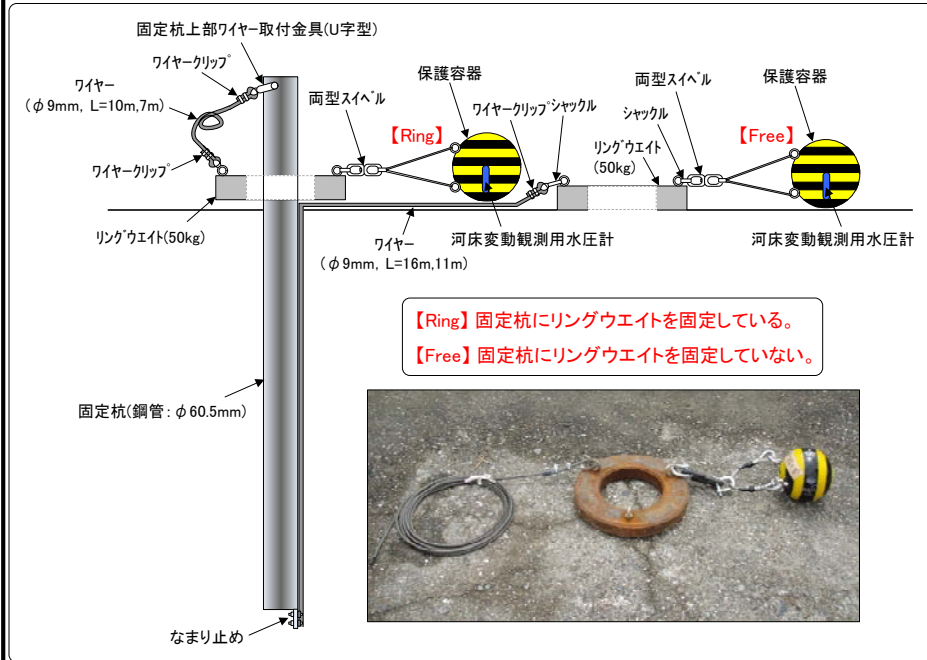 固定杭上部ワイヤー取付金具(U字型)
ワイヤークリップ
ワイヤー
(φ9mm, L=10m,7m)
ワイヤークリップ
リングウエイト(50kg)
両型スイベル
【Ring】
保護容器
ワイヤークリップ
シャックル
リングウエイト
(50kg)
シャックル
両型スイベル
【Free】
保護容器
河床変動観測用水圧計
河床変動観測用水圧計
ワイヤー
(φ9mm, L=16m,11m)
【Ring】固定杭にリングウエイトを固定している。
【Free】固定杭にリングウエイトを固定していない。
固定杭(鋼管:φ60.5mm)
なまり止め